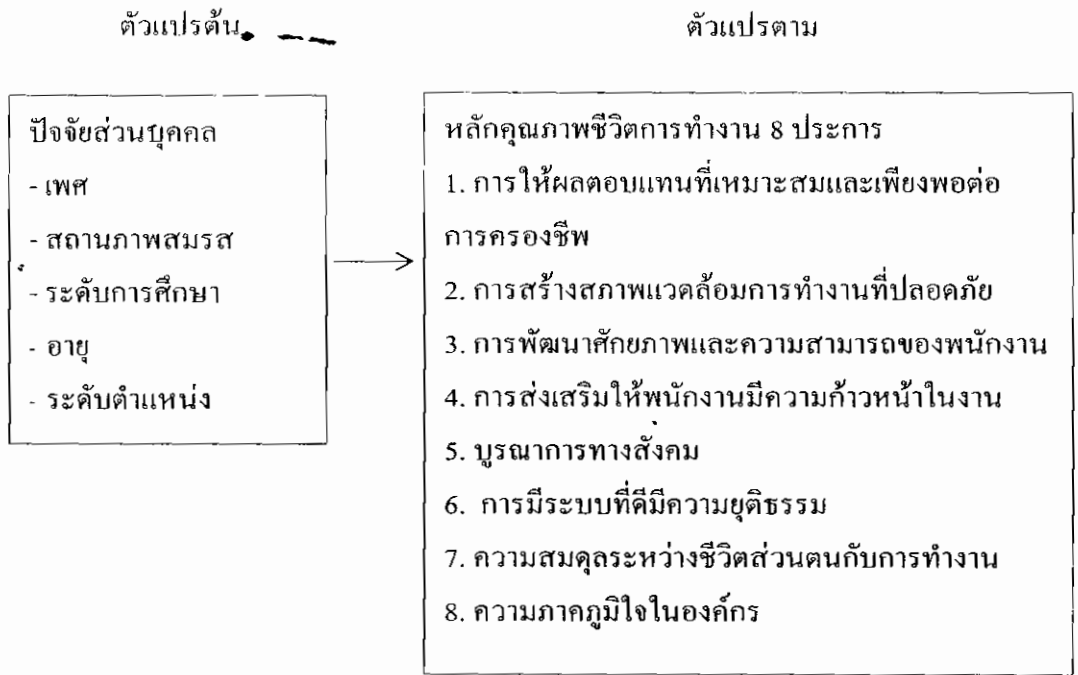 ตัวแปรต้น
ตัวแปรตาม
ปัจจัยส่วนบุคคล
- เพศ
- สถานภาพสมรส
- ระดับการศึกษา
- อายุ
- ระดับตำแหน่ง
หลักคุณภาพชีวิตการทำงาน 8 ประการ
1. การให้ผลตอบแทนที่เหมาะสมและเพียงพอต่อ
การครองชีพ
2. การสร้างสภาพแวดล้อมการทำงานที่ปลอดภัย
3. การพัฒนาศักยภาพและความสามารถของพนักงาน
4. การส่งเสริมให้พนักงานมีความก้าวหน้าในงาน
5. บูรณาการทางสังคม
6. การมีระบบที่ดีมีความยุติธรรม
7. ความสมดุลระหว่างชีวิตส่วนตนกับการทำงาน
8. ความภาคภูมิใจในองค์กร